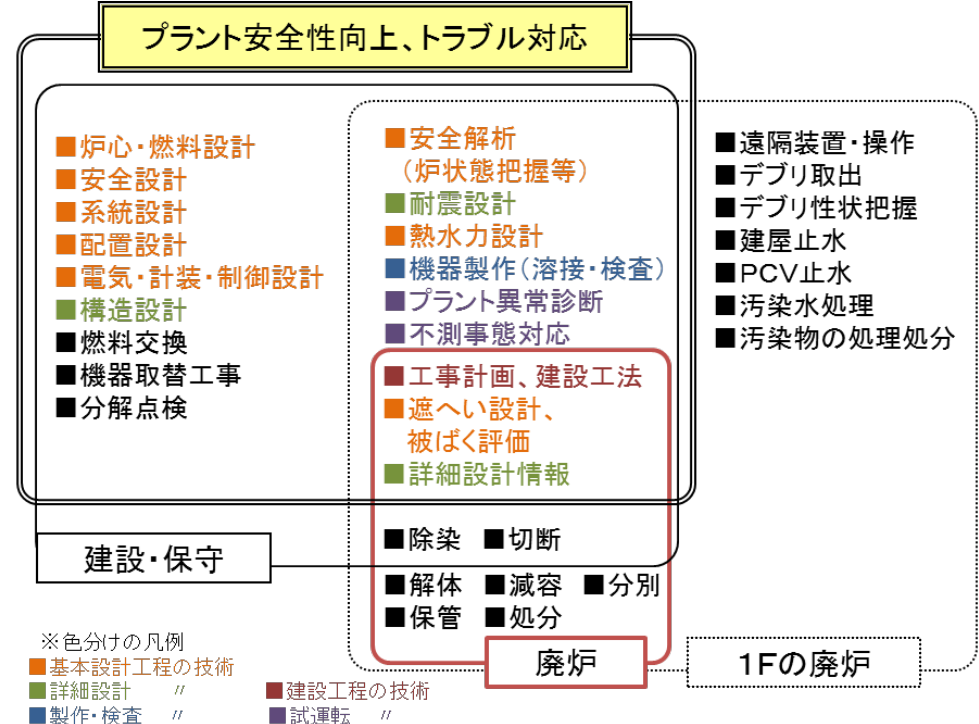 プラント安全性向上、トラブル対応
■炉心・燃料設計
■安全設計
■系統設計
■配置設計
■電気・計装・制御設計
■構造設計
■燃料交換
■機器取替工事
■分解点検
■安全解析
（炉状態把握等）
■耐震設計
■熱水力設計
■機器製作（溶接・検査）
■プラント異常診断
■不測事態対応
■工事計画、建設工法
■遮へい設計、
被ばく評価
■詳細設計情報
■除染 ■切断
■解体 ■減容 ■分別
■保管 ■処分
■遠隔装置・操作
■デブリ取出
■デブリ性状把握
■建屋止水
■PCV止水
■汚染水処理
■汚染物の処理処分
建設・保守
廃炉
1Fの廃炉
※色分けの凡例
■基本設計工程の技術
■詳細設計 〃
■製作・検査 〃
■建設工程の技術
■試運転 〃